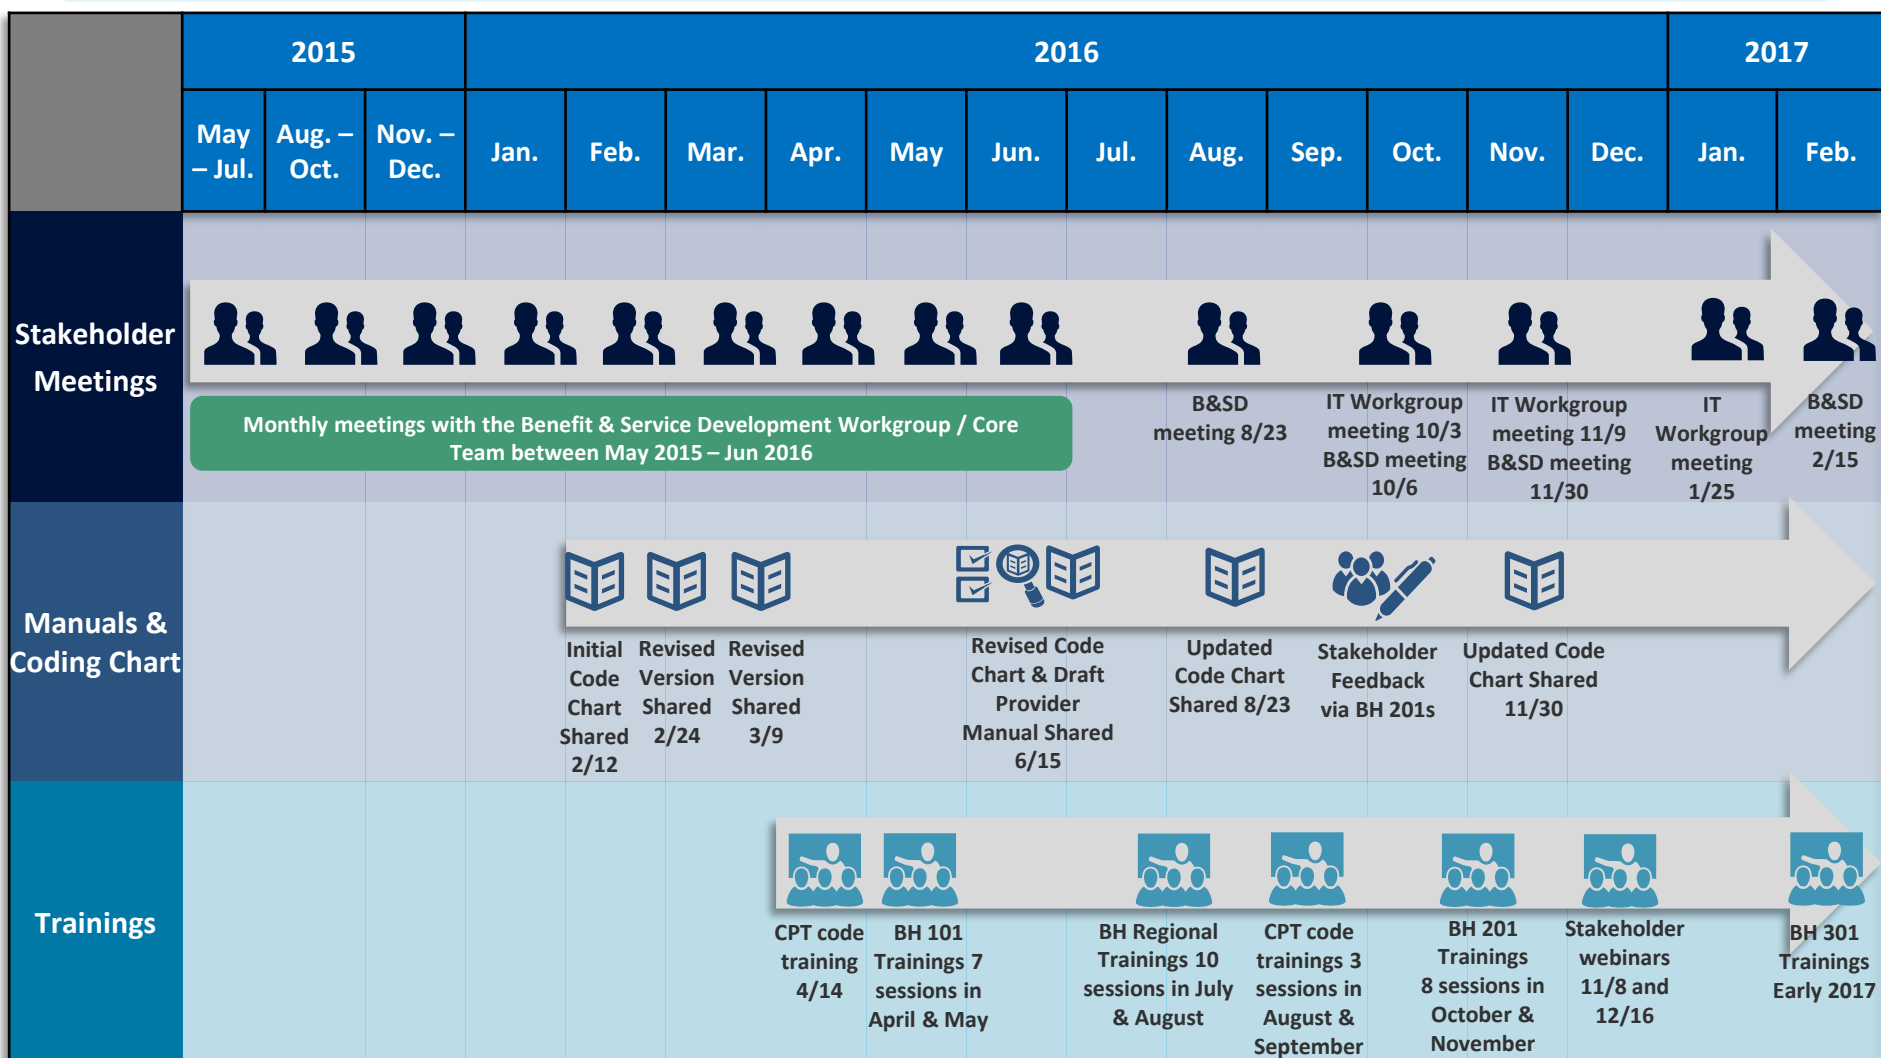 2015
2016
2017
May
– Jul.
Aug. –
Oct.
Nov. –
Dec.
Jan.
Feb.
Mar.
Apr.
May
Jun.
Jul.
Aug.
Sep.
Oct.
Nov.
Dec.
Jan.
Feb.
Stakeholder
Meetings
Monthly meetings with the Benefit & Service Development Workgroup / Core
Team between May 2015 – Jun 2016
B&SD
meeting 8/23
IT Workgroup
meeting 10/3
B&SD meeting
10/6
IT Workgroup
meeting 11/9
B&SD meeting
11/30
IT
Workgroup
meeting
1/25
B&SD
meeting
2/15
Manuals &
Coding Chart
Initial
Code
Chart
Shared
2/12
Revised
Version
Shared
2/24
Revised
Version
Shared
3/9
Revised Code
Chart & Draft
Provider
Manual Shared
6/15
Updated
Code Chart
Shared 8/23
Stakeholder
Feedback
via BH 201s
Updated Code
Chart Shared
11/30
Trainings
CPT code
training
4/14
BH 101
Trainings 7
sessions in
April & May
BH Regional
Trainings 10
sessions in July
& August
CPT code
trainings 3
sessions in
August &
September
BH 201
Trainings
8 sessions in
October &
November
Stakeholder
webinars
11/8 and
12/16
BH 301
Trainings
Early 2017